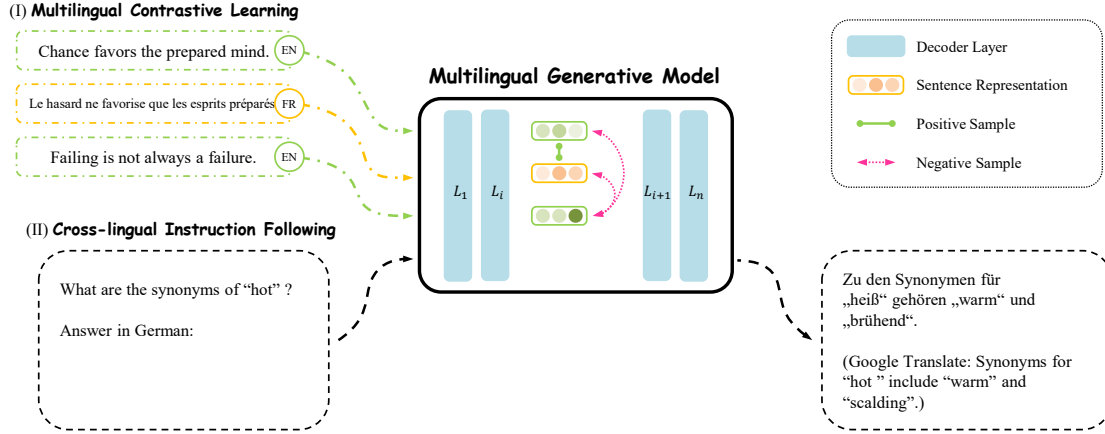 (I) Multilingual Contrastive Learning
Chance favors the prepared mind.
EN
Le hasard ne favorise que les esprits préparés
FR
Failing is not always a failure.
EN
(II) Cross-lingual Instruction Following
What are the synonyms of “hot” ?
Answer in German:
Multilingual Generative Model
L1
Li
Li+1
Ln
Decoder Layer
Sentence Representation
Positive Sample
Negative Sample
Zu den Synonymen für
„heiß“ gehören „warm“ und
„brühend“.
(Google Translate: Synonyms for
“hot ” include “warm” and
“scalding”.)